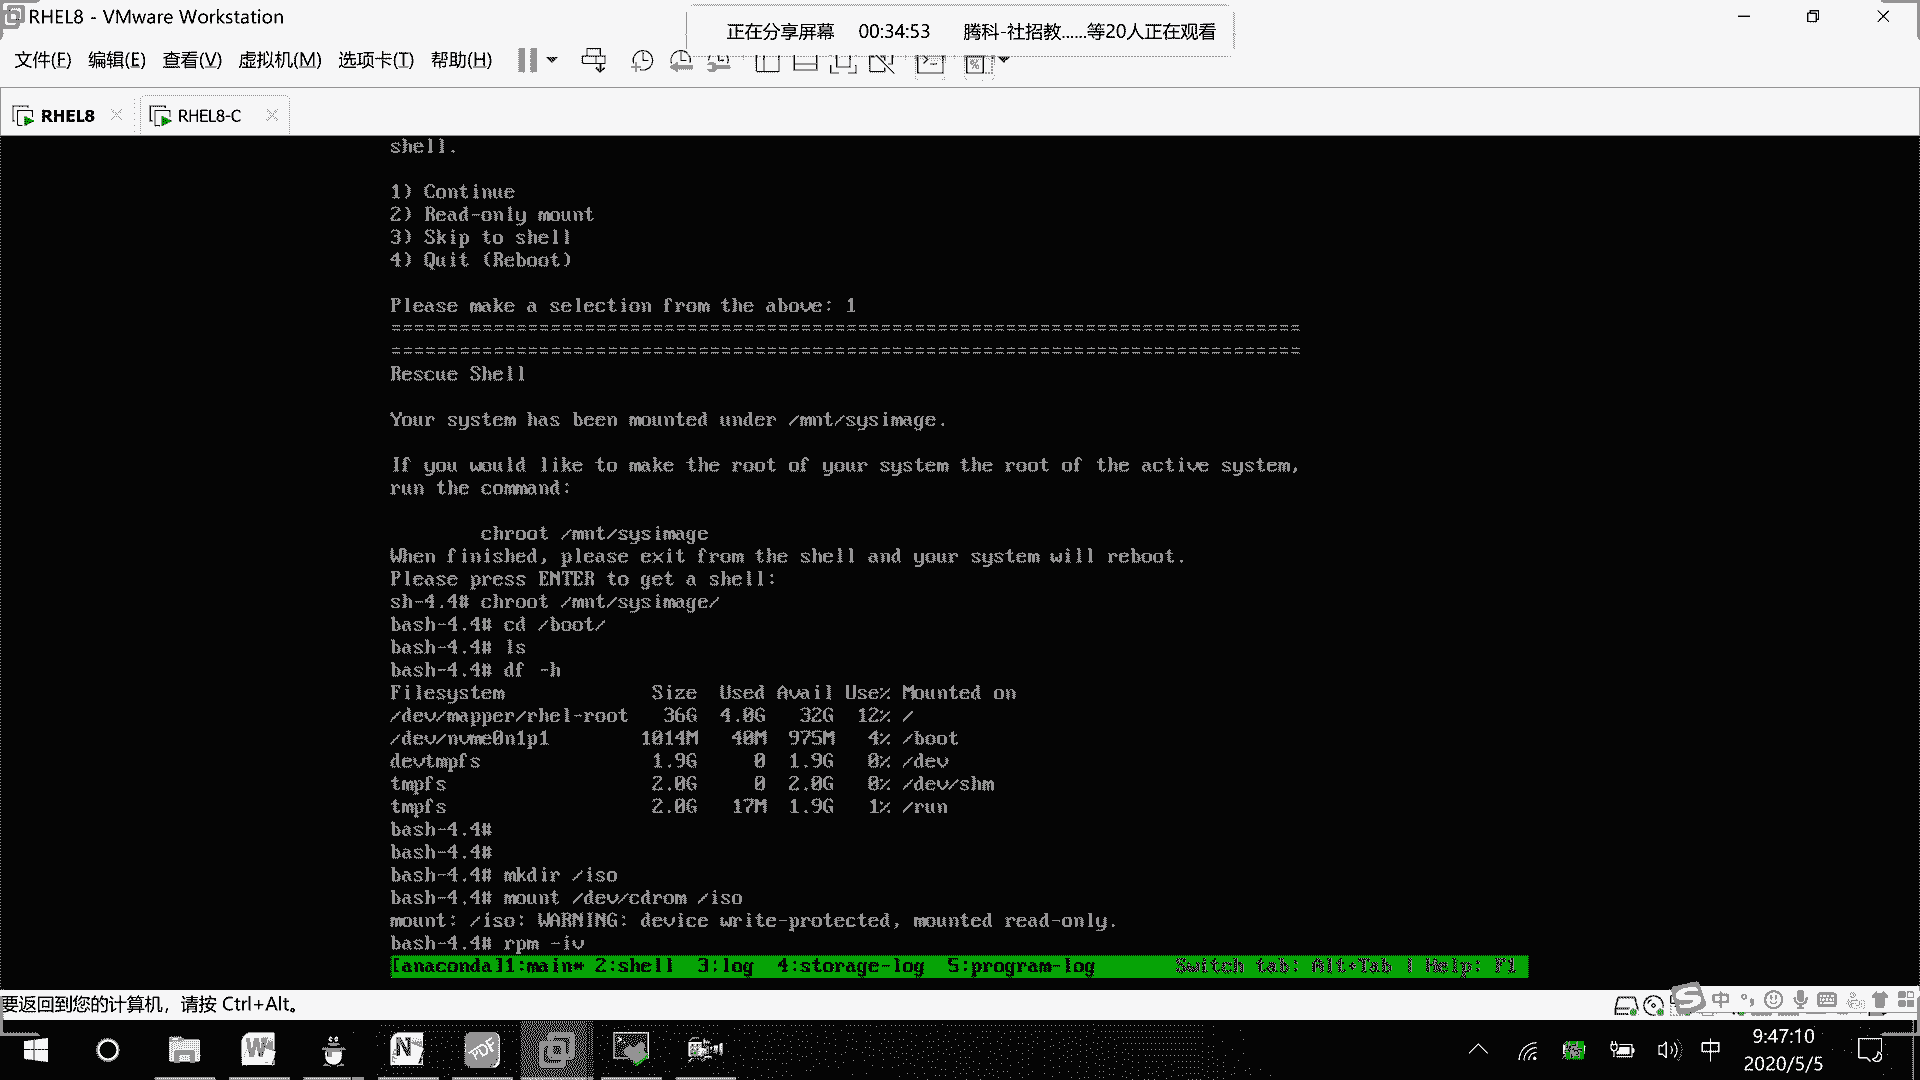 RHEL8 - VMware Workstation
正在分享屏幕 00:34:53 腾科-社招教......等20人正在观看
文件(F) 编辑(E) 查看(V) 虚拟机(M) 选项卡(T) 帮助(H)
RHEL8 RHEL8-C
shell.
1) Continue
2) Read-only mount
3) Skip to shell
4) Quit (Reboot)
Please make a selection from the above: 1
================================================================================
================================================================================
Rescue Shell
Your system has been mounted under /mnt/sysimage.
If you would like to make the root of your system the root of the active system,
run the command:
chroot /mnt/sysimage
When finished, please exit from the shell and your system will reboot.
Please press ENTER to get a shell:
sh-4.4# chroot /mnt/sysimage/
bash-4.4# cd /boot/
bash-4.4# ls
bash-4.4# df -h
Filesystem Size Used Avail Use% Mounted on
/dev/mapper/rhel-root 36G 4.0G 32G 12% /
/dev/nvme0n1p1 1014M 40M 975M 4% /boot
devtmpfs 1.9G 0 1.9G 0% /dev
tmpfs 2.0G 0 2.0G 0% /dev/shm
tmpfs 2.0G 17M 1.9G 1% /run
bash-4.4#
bash-4.4#
bash-4.4# mkdir /iso
bash-4.4# mount /dev/cdrom /iso
mount: /iso: WARNING: device write-protected, mounted read-only.
bash-4.4# rpm -iv
[anaconda]1:main* 2:shell 3:log 4:storage-log 5:program-log Switch tab: Alt+Tab | Help: F1
要返回到您的计算机，请按 Ctrl+Alt。
中
中 9:47:10
2020/5/5